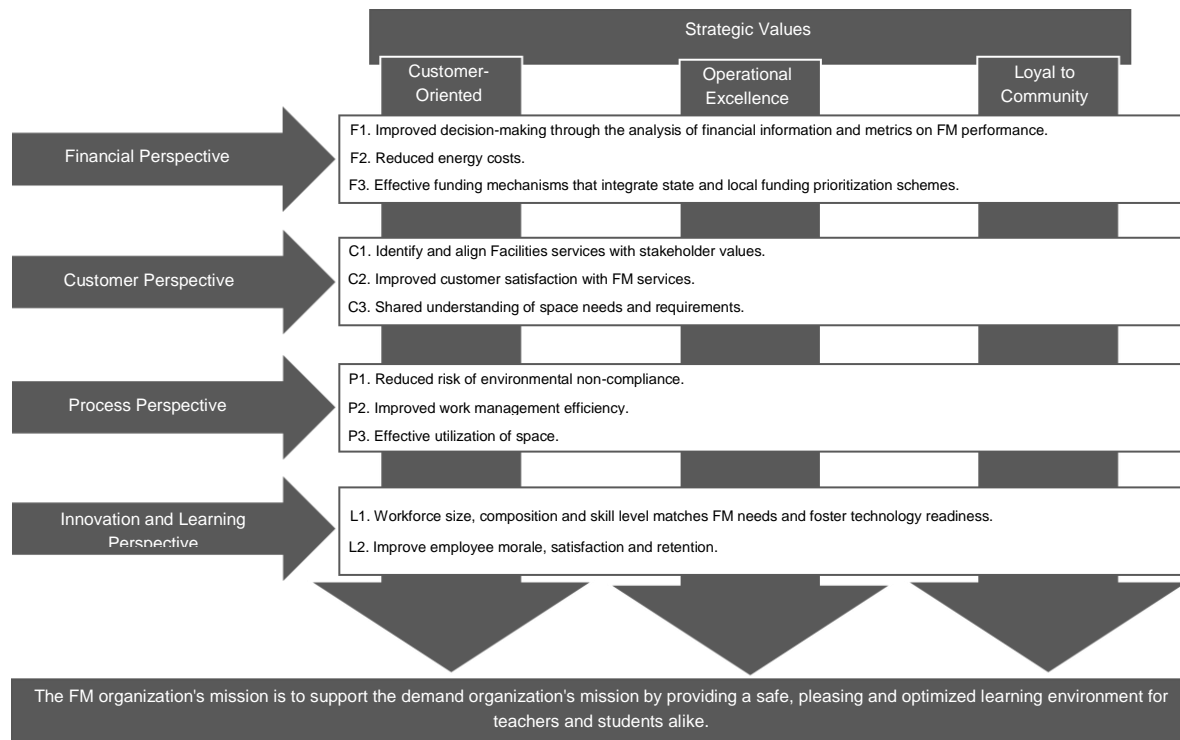 Strategic Values
Customer-
Oriented
Operational
Excellence
Loyal to
Community
Financial Perspective
F1. Improved decision-making through the analysis of financial information and metrics on FM performance.
F2. Reduced energy costs.
F3. Effective funding mechanisms that integrate state and local funding prioritization schemes.
Customer Perspective
C1. Identify and align Facilities services with stakeholder values.
C2. Improved customer satisfaction with FM services.
C3. Shared understanding of space needs and requirements.
Process Perspective
P1. Reduced risk of environmental non-compliance.
P2. Improved work management efficiency.
P3. Effective utilization of space.
Innovation and Learning
Perspective
L1. Workforce size, composition and skill level matches FM needs and foster technology readiness.
L2. Improve employee morale, satisfaction and retention.
The FM organization's mission is to support the demand organization's mission by providing a safe, pleasing and optimized learning environment for
teachers and students alike.